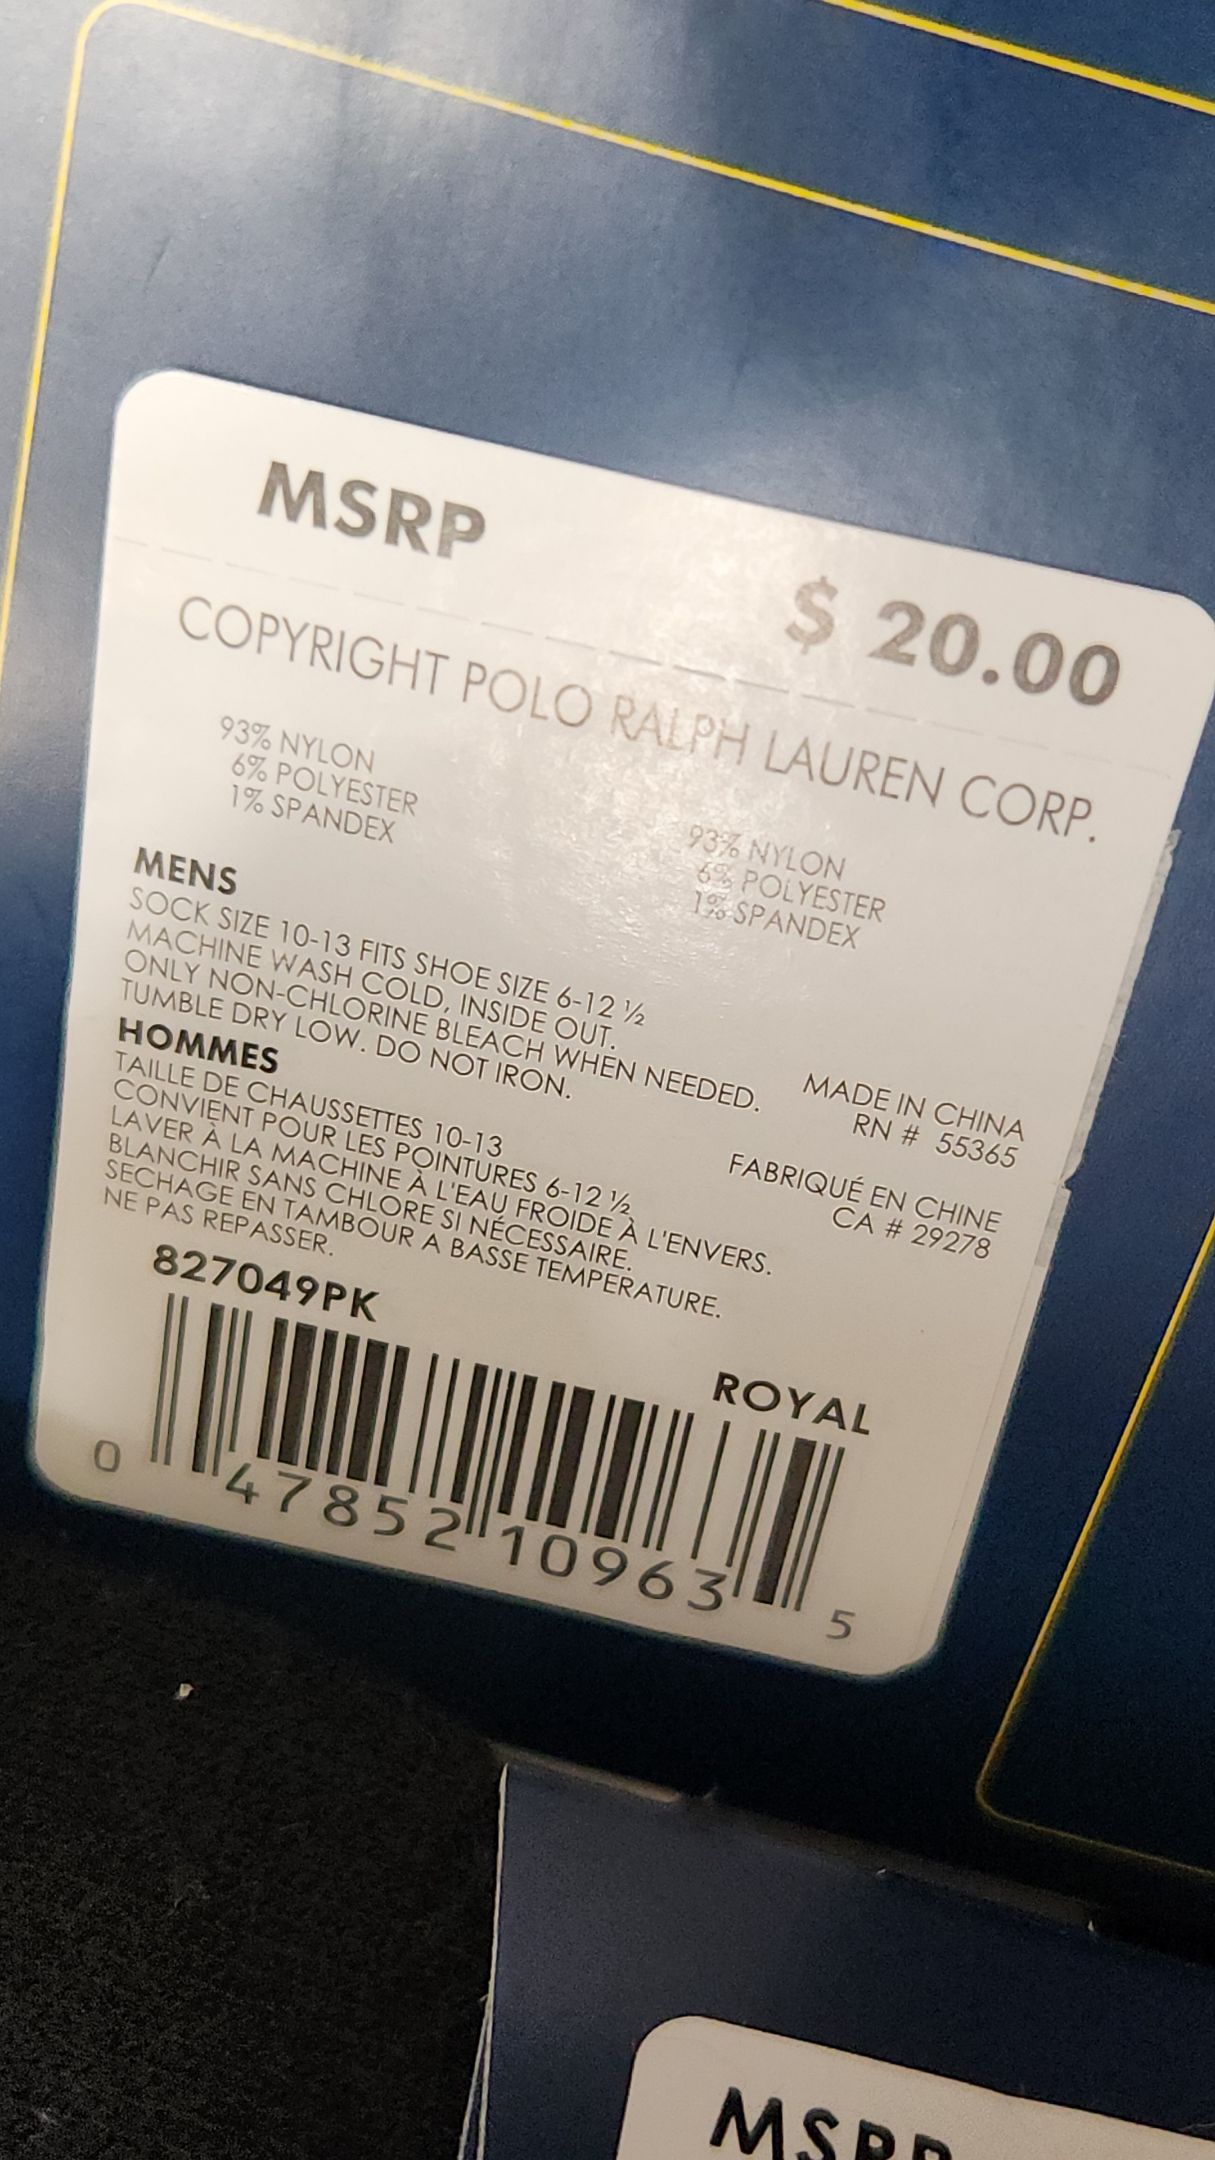 MSRP
$ 20.00
COPYRIGHT POLO RALPH LAUREN CORP.
93% NYLON
6% POLYESTER
1% SPANDEX
93% NYLON
6% POLYESTER
1% SPANDEX
MENS
SOCK SIZE 10-13 FITS SHOE SIZE 6-12 ½
MACHINE WASH COLD, INSIDE OUT.
ONLY NON-CHLORINE BLEACH WHEN NEEDED.
TUMBLE DRY LOW. DO NOT IRON.
MADE IN CHINA
RN # 55365
HOMMES
TAILLE DE CHAUSSETTES 10-13
CONVIENT POUR LES POINTURES 6-12 ½
LAVER À LA MACHINE À L'EAU FROIDE À L'ENVERS.
BLANCHIR SANS CHLORE SI NÉCESSAIRE.
SECHAGE EN TAMBOUR A BASSE TEMPERATURE.
NE PAS REPASSER.
FABRIQUÉ EN CHINE
CA # 29278
827049PK
ROYAL
0 47852 10963 5
MSRP